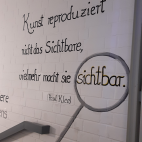 Kunst reproduziert
nicht das Sichtbare,
vielmehr macht sie sichtbar.
Paul Klee